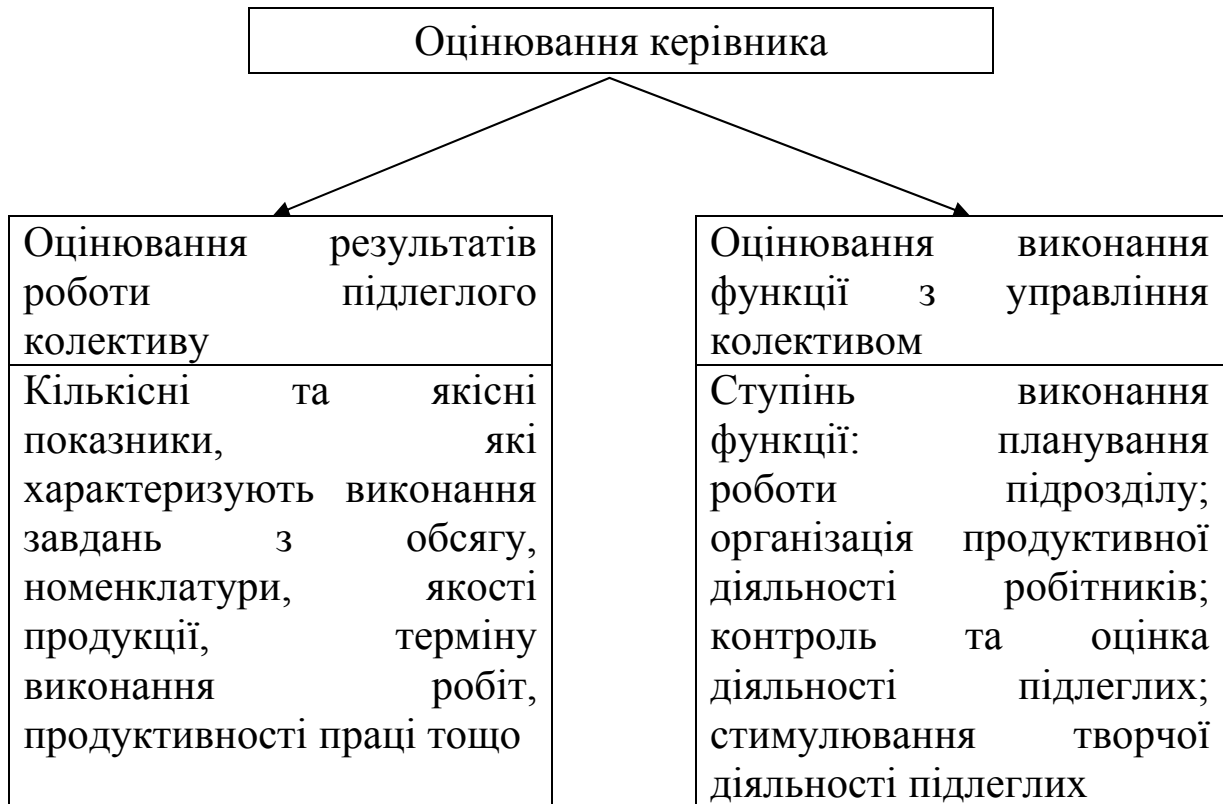 Оцінювання керівника
Оцінювання результатів
роботи підлеглого
колективу
Кількісні та якісні
показники, які
характеризують виконання
завдань з обсягу,
номенклатури, якості
продукції, терміну
виконання робіт,
продуктивності праці тощо
Оцінювання виконання
функції з управління
колективом
Ступінь виконання
функції: планування
роботи підрозділу;
організація продуктивної
діяльності робітників;
контроль та оцінка
діяльності підлеглих;
стимулювання творчої
діяльності підлеглих